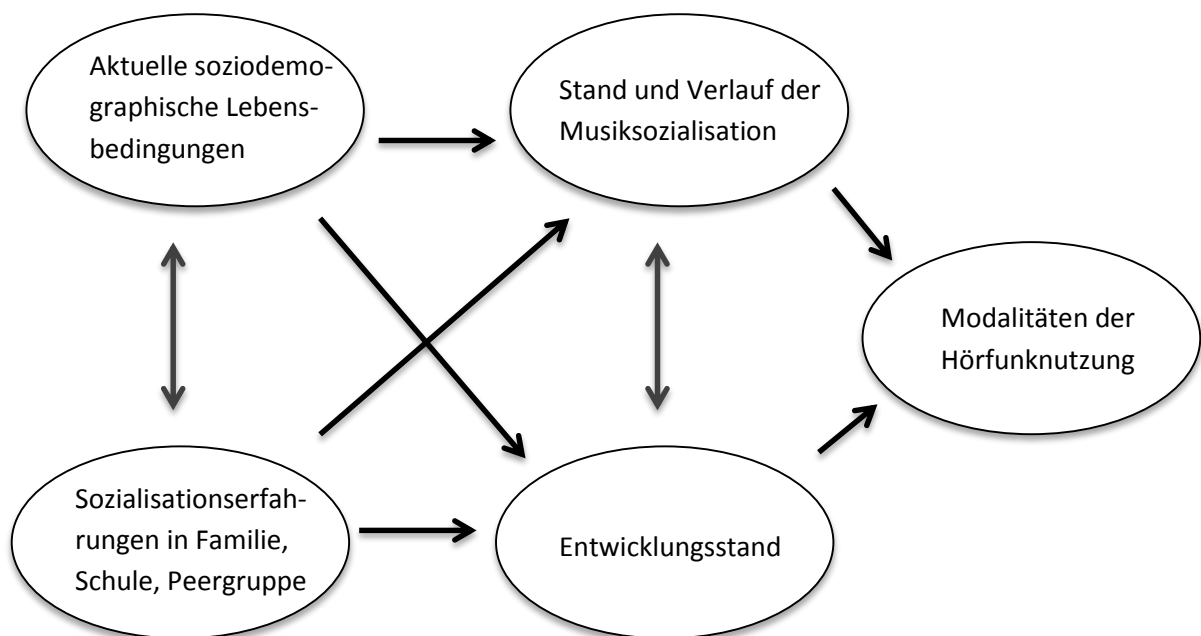 Aktuelle soziodemo-
graphische Lebens-
bedingungen
Stand und Verlauf der
Musiksozialisation
Modalitäten der
Hörfunknutzung
Sozialisationserfah-
rungen in Familie,
Schule, Peergruppe
Entwicklungsstand